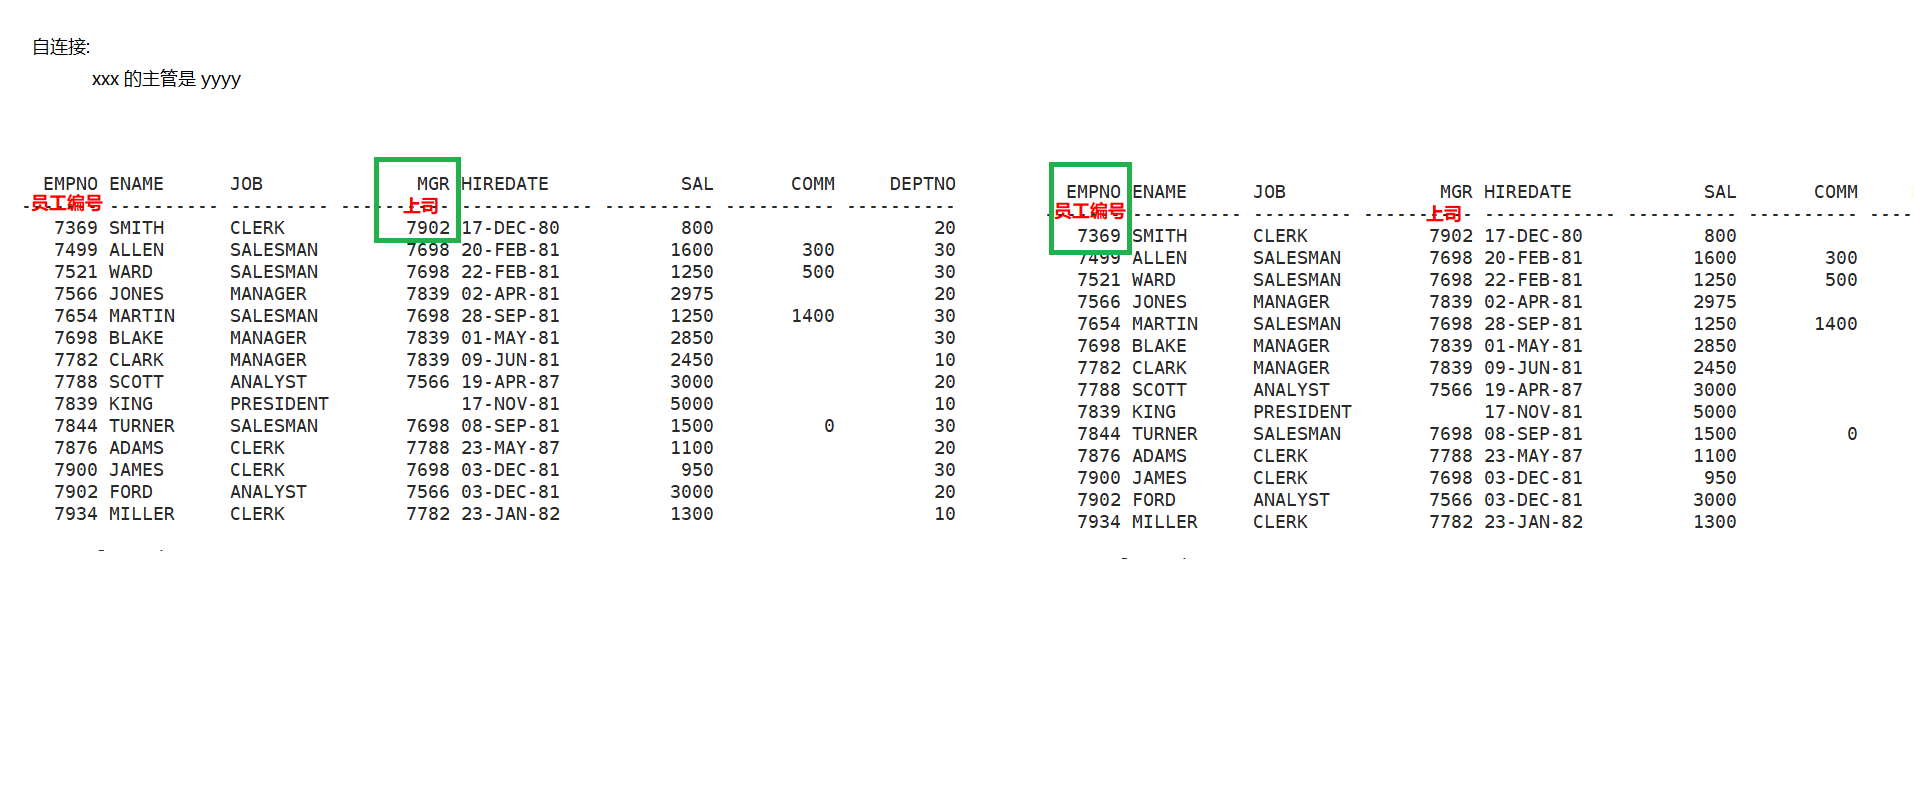 自连接:
xxx 的主管是 yyyy
EMPNO ENAME JOB MGR HIREDATE SAL COMM DEPTNO
员工编号 上司
7369 SMITH CLERK 7902 17-DEC-80 800 20
7499 ALLEN SALESMAN 7698 20-FEB-81 1600 300 30
7521 WARD SALESMAN 7698 22-FEB-81 1250 500 30
7566 JONES MANAGER 7839 02-APR-81 2975 20
7654 MARTIN SALESMAN 7698 28-SEP-81 1250 1400 30
7698 BLAKE MANAGER 7839 01-MAY-81 2850 30
7782 CLARK MANAGER 7839 09-JUN-81 2450 10
7788 SCOTT ANALYST 7566 19-APR-87 3000 20
7839 KING PRESIDENT 17-NOV-81 5000 10
7844 TURNER SALESMAN 7698 08-SEP-81 1500 0 30
7876 ADAMS CLERK 7788 23-MAY-87 1100 20
7900 JAMES CLERK 7698 03-DEC-81 950 30
7902 FORD ANALYST 7566 03-DEC-81 3000 20
7934 MILLER CLERK 7782 23-JAN-82 1300 10
EMPNO ENAME JOB MGR HIREDATE SAL COMM
员工编号 上司
7369 SMITH CLERK 7902 17-DEC-80 800
7499 ALLEN SALESMAN 7698 20-FEB-81 1600 300
7521 WARD SALESMAN 7698 22-FEB-81 1250 500
7566 JONES MANAGER 7839 02-APR-81 2975
7654 MARTIN SALESMAN 7698 28-SEP-81 1250 1400
7698 BLAKE MANAGER 7839 01-MAY-81 2850
7782 CLARK MANAGER 7839 09-JUN-81 2450
7788 SCOTT ANALYST 7566 19-APR-87 3000
7839 KING PRESIDENT 17-NOV-81 5000
7844 TURNER SALESMAN 7698 08-SEP-81 1500 0
7876 ADAMS CLERK 7788 23-MAY-87 1100
7900 JAMES CLERK 7698 03-DEC-81 950
7902 FORD ANALYST 7566 03-DEC-81 3000
7934 MILLER CLERK 7782 23-JAN-82 1300